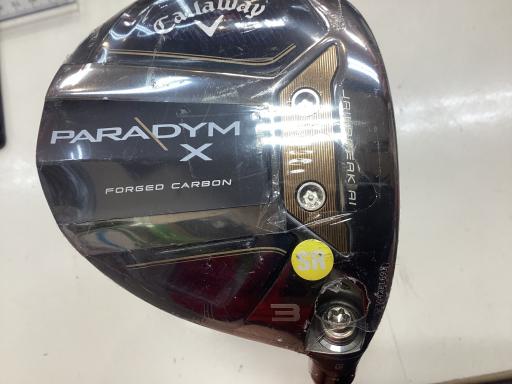 Callaway
PARADYM
X
FORGED CARBON
JAILBREAK AI
SR
3